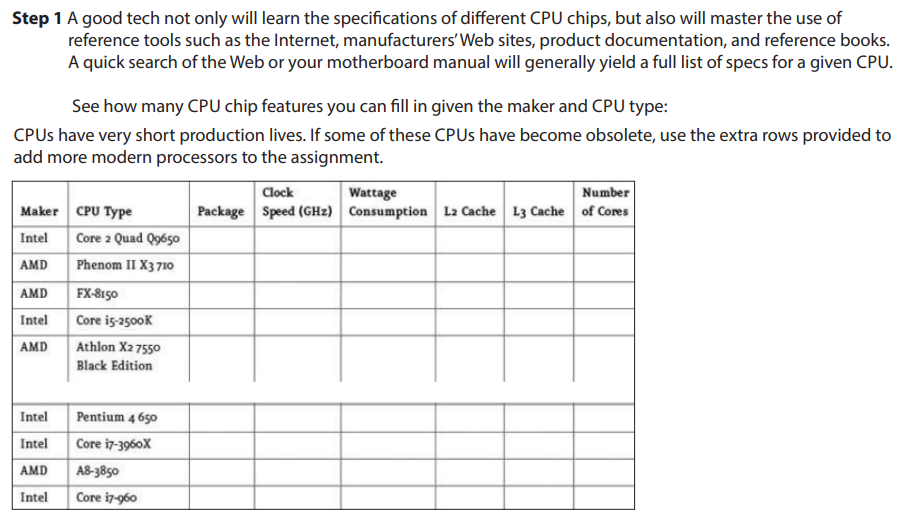 Step 1 A good tech not only will learn the specifications of different CPU chips, but also will master the use of
reference tools such as the Internet, manufacturers' Web sites, product documentation, and reference books.
A quick search of the Web or your motherboard manual will generally yield a full list of specs for a given CPU.
See how many CPU chip features you can fill in given the maker and CPU type:
CPUs have very short production lives. If some of these CPUs have become obsolete, use the extra rows provided to
add more modern processors to the assignment.
Maker CPU Type Package Clock Speed (GHz) Wattage Consumption L2 Cache L3 Cache Number of Cores
Intel Core 2 Quad Q9650
AMD Phenom II X3 710
AMD FX-8150
Intel Core i5-2500K
AMD Athlon X2 7550
Black Edition
Intel Pentium 4 650
Intel Core i7-3960X
AMD A8-3850
Intel Core i7-960